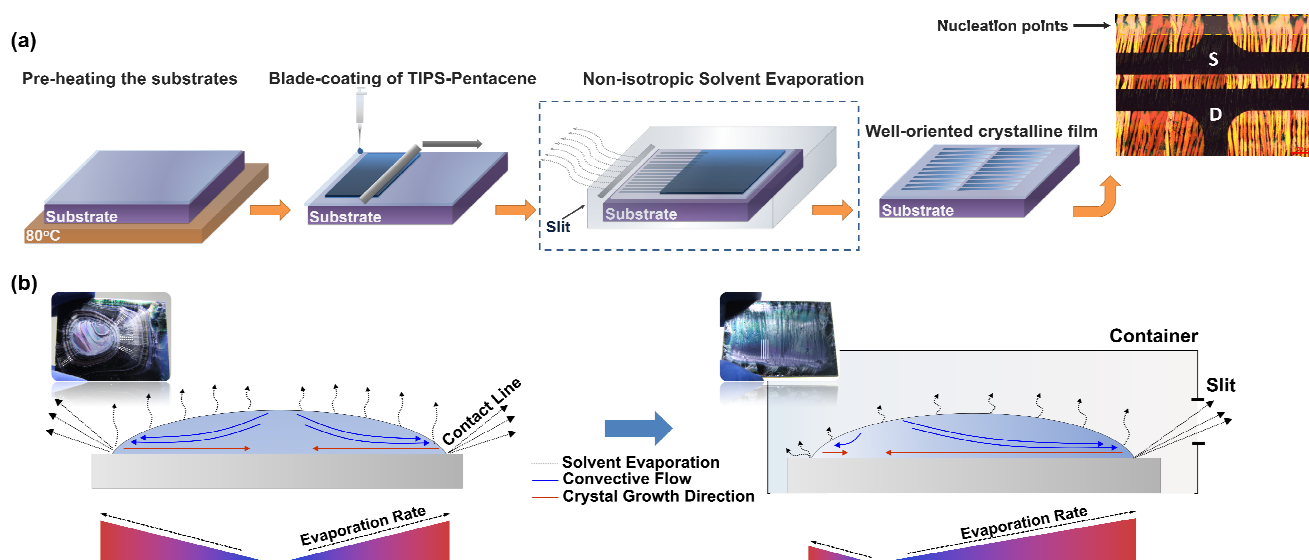 (a)
Nucleation points
Pre-heating the substrates
Blade-coating of TIPS-Pentacene
Non-isotropic Solvent Evaporation
Well-oriented crystalline film
S
D
Substrate
80°C
Substrate
Slit
Substrate
(b)
Container
Slit
Contact Line
Solvent Evaporation
Convective Flow
Crystal Growth Direction
Evaporation Rate
Evaporation Rate